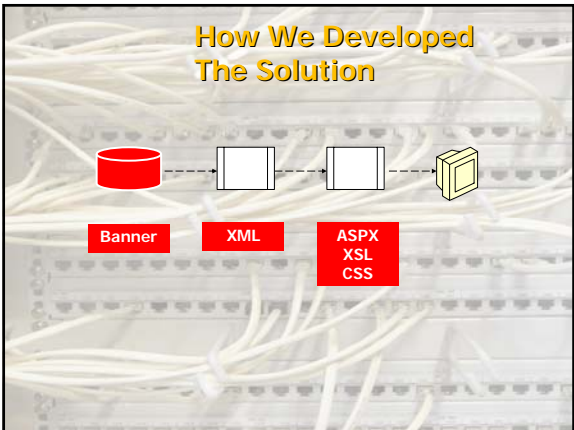 How We Developed
The Solution
Banner
XML
ASPX
XSL
CSS